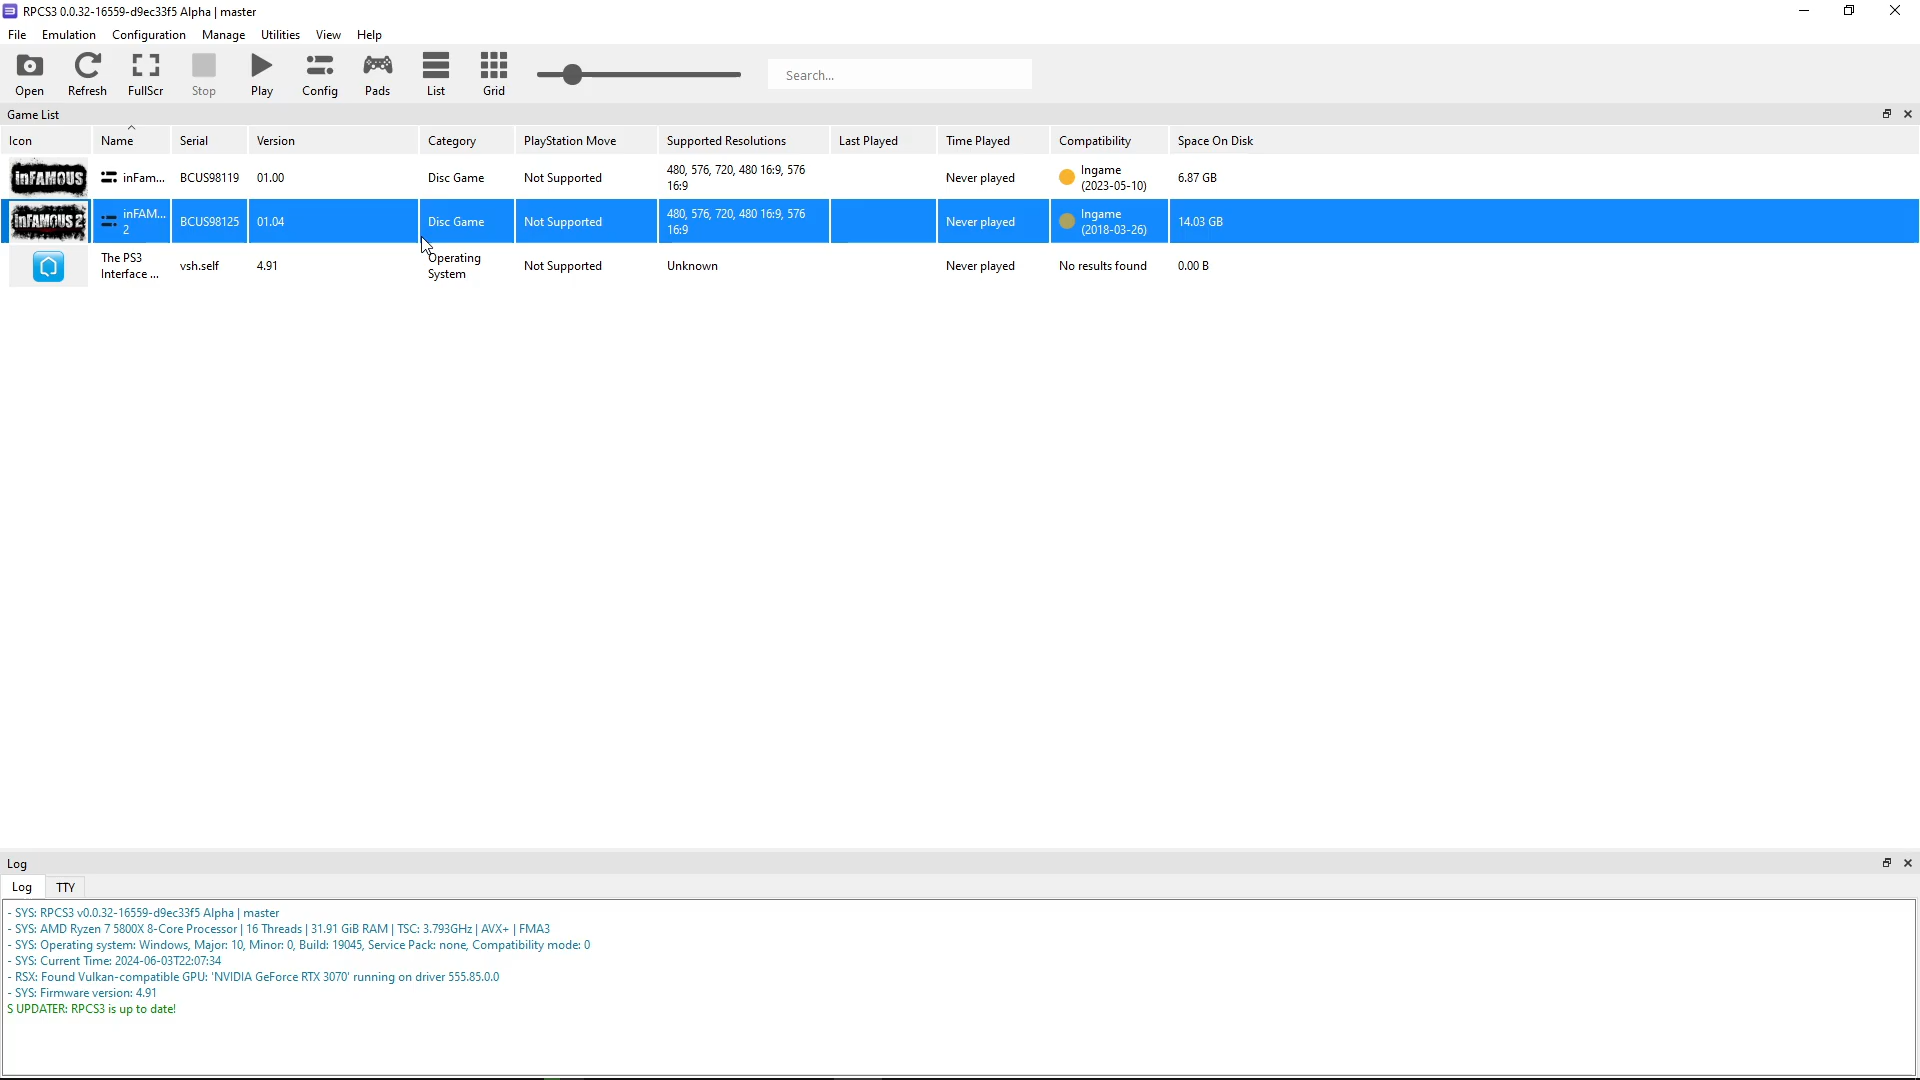 RPCS3 0.0.32-16559-d9ec33f5 Alpha | master
File Emulation Configuration Manage Utilities View Help
Open Refresh FullScr Stop Play Config Pads List Grid Search...
Game List
Icon Name Serial Version Category PlayStation Move Supported Resolutions Last Played Time Played Compatibility Space On Disk
inFAMOUS inFam... BCUS98119 01.00 Disc Game Not Supported 480, 576, 720, 480 16:9, 576 16:9 Never played Ingame (2023-05-10) 6.87 GB
inFAMOUS 2 inFAM... 2 BCUS98125 01.04 Disc Game Not Supported 480, 576, 720, 480 16:9, 576 16:9 Never played Ingame (2018-03-26) 14.03 GB
The PS3 Interface ... vsh.self 4.91 Operating System Not Supported Unknown Never played No results found 0.00 B
Log
Log TTY
- SYS: RPCS3 v0.0.32-16559-d9ec33f5 Alpha | master
- SYS: AMD Ryzen 7 5800X 8-Core Processor | 16 Threads | 31.91 GiB RAM | TSC: 3.793GHz | AVX+ | FMA3
- SYS: Operating system: Windows, Major: 10, Minor: 0, Build: 19045, Service Pack: none, Compatibility mode: 0
- SYS: Current Time: 2024-06-03T22:07:34
- RSX: Found Vulkan-compatible GPU: 'NVIDIA GeForce RTX 3070' running on driver 555.85.0.0
- SYS: Firmware version: 4.91
S UPDATER: RPCS3 is up to date!